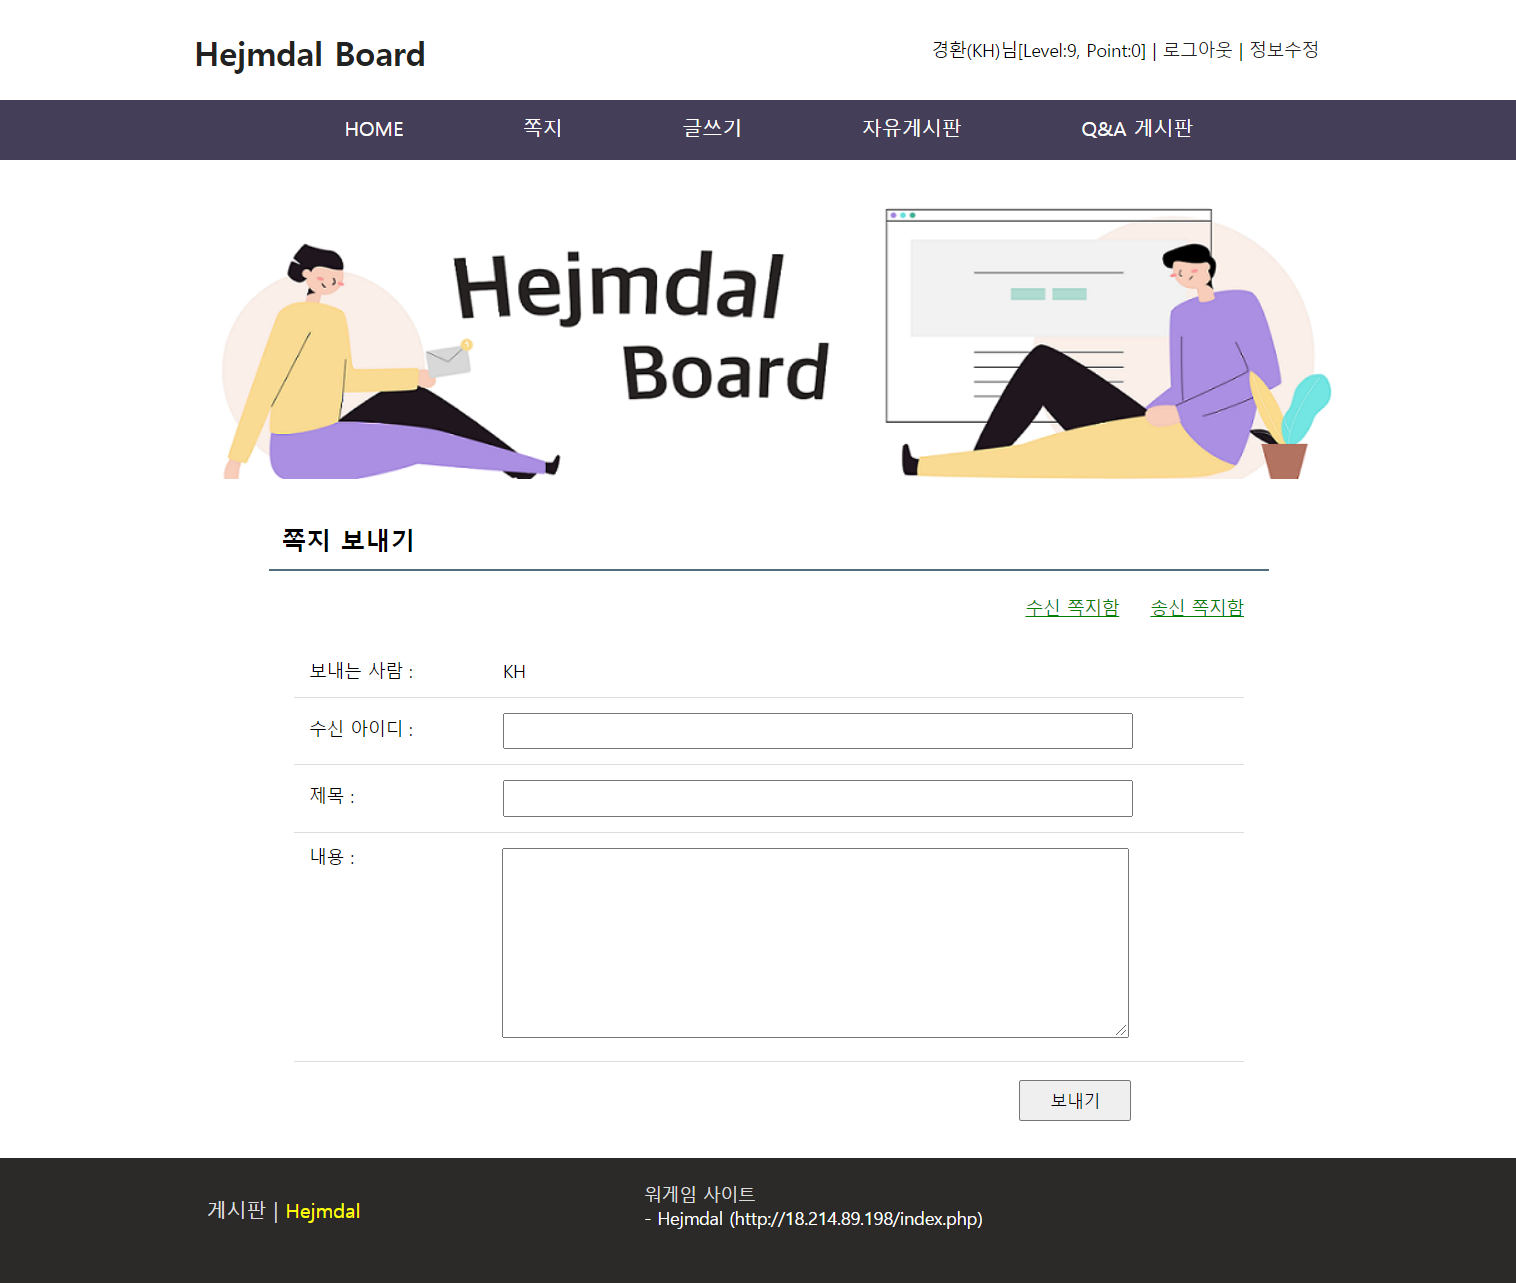 Hejmdal Board
경환(KH)님[Level:9, Point:0] | 로그아웃 | 정보수정
HOME 쪽지 글쓰기 자유게시판 Q&A 게시판
Hejmdal
Board
쪽지 보내기
수신 쪽지함 송신 쪽지함
보내는 사람 : KH
수신 아이디 :
제목 :
내용 :
보내기
게시판 | Hejmdal
워게임 사이트
- Hejmdal (http://18.214.89.198/index.php)